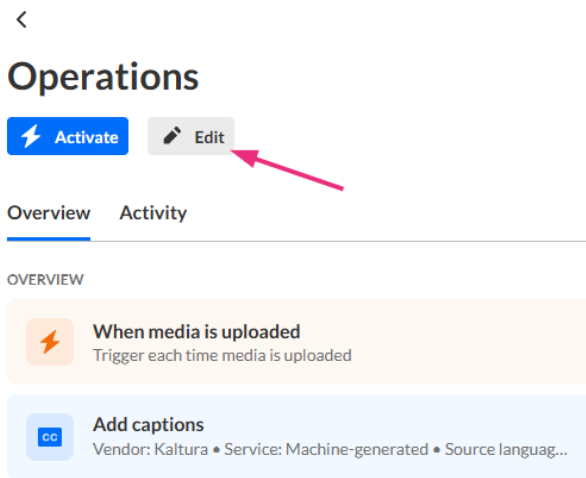 Operations
Activate Edit
Overview Activity
OVERVIEW
When media is uploaded
Trigger each time media is uploaded
CC
Add captions
Vendor: Kaltura • Service: Machine-generated • Source languag...